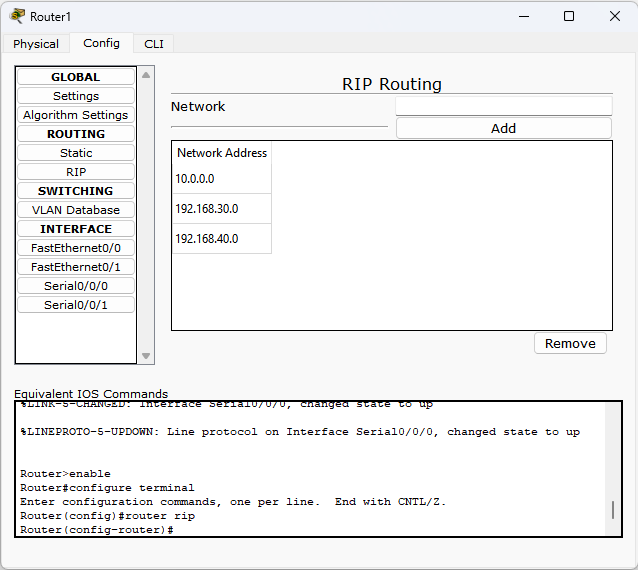 Router1
Physical
Config
CLI
GLOBAL
Settings
Algorithm Settings
ROUTING
Static
RIP
SWITCHING
VLAN Database
INTERFACE
FastEthernet0/0
FastEthernet0/1
Serial0/0/0
Serial0/0/1
RIP Routing
Network
Add
Network Address
10.0.0.0
192.168.30.0
192.168.40.0
Remove
Equivalent IOS Commands
%LINK-5-CHANGED: Interface Serial0/0/0, changed state to up
%LINEPROTO-5-UPDOWN: Line protocol on Interface Serial0/0/0, changed state to up
Router>enable
Router#configure terminal
Enter configuration commands, one per line.  End with CNTL/Z.
Router(config)#router rip
Router(config-router)#